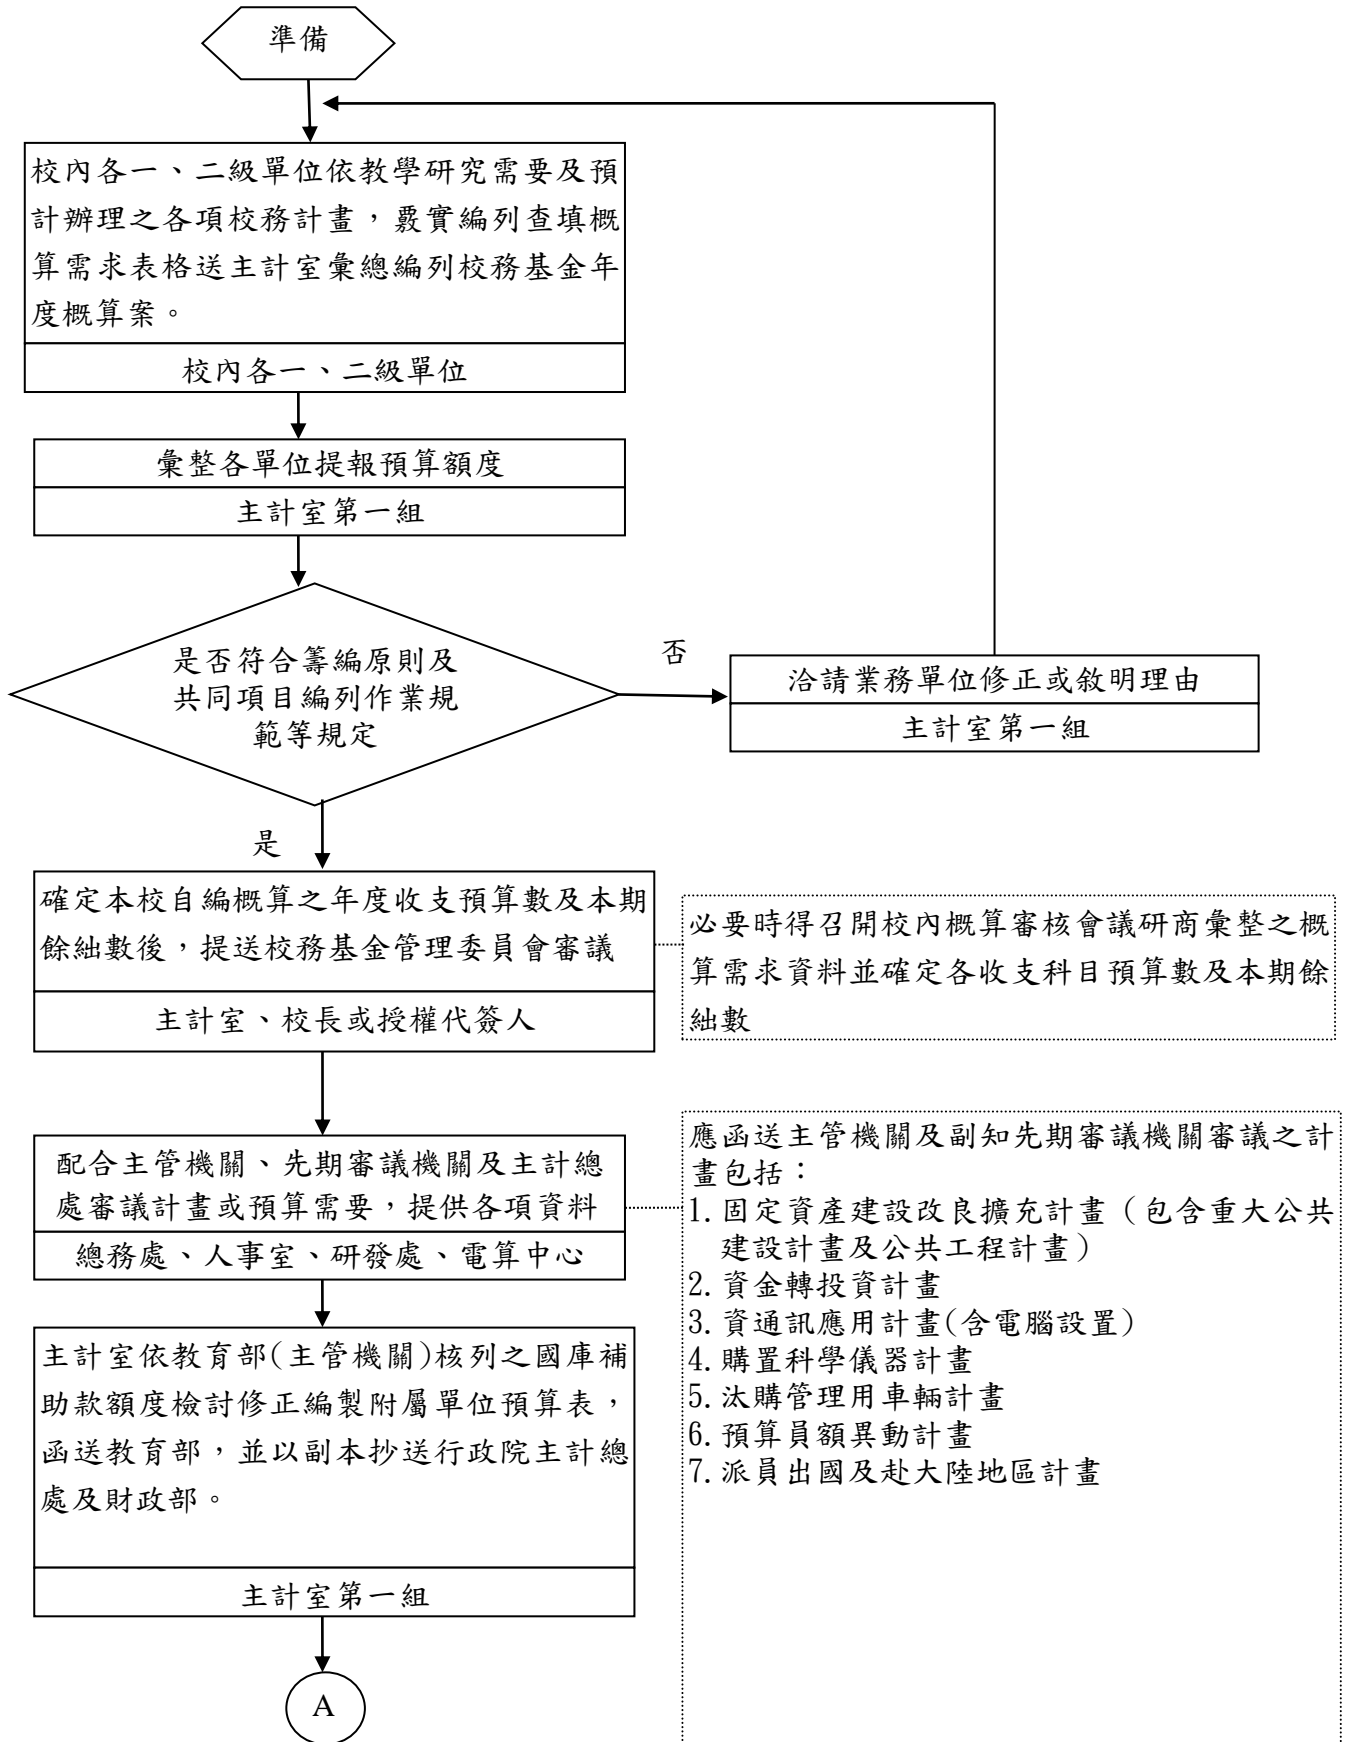 準備
校內各一、二級單位依教學研究需要及預
計辦理之各項校務計畫，覈實編列查填概
算需求表格送主計室彙總編列校務基金年
度概算案。
校內各一、二級單位
彙整各單位提報預算額度
主計室第一組
是否符合籌編原則及
共同項目編列作業規
範等規定
否
洽請業務單位修正或敘明理由
主計室第一組
是
確定本校自編概算之年度收支預算數及本期
餘絀數後，提送校務基金管理委員會審議
主計室、校長或授權代簽人
必要時得召開校內概算審核會議研商彙整之概
算需求資料並確定各收支科目預算數及本期餘
絀數
配合主管機關、先期審議機關及主計總
處審議計畫或預算需要，提供各項資料
總務處、人事室、研發處、電算中心
應函送主管機關及副知先期審議機關審議之計
畫包括：
1.固定資產建設改良擴充計畫（包含重大公共
建設計畫及公共工程計畫）
2.資金轉投資計畫
3.資通訊應用計畫(含電腦設置)
4.購置科學儀器計畫
5.汰購管理用車輛計畫
6.預算員額異動計畫
7.派員出國及赴大陸地區計畫
主計室依教育部(主管機關)核列之國庫補
助款額度檢討修正編製附屬單位預算表，
函送教育部，並以副本抄送行政院主計總
處及財政部。
主計室第一組
A